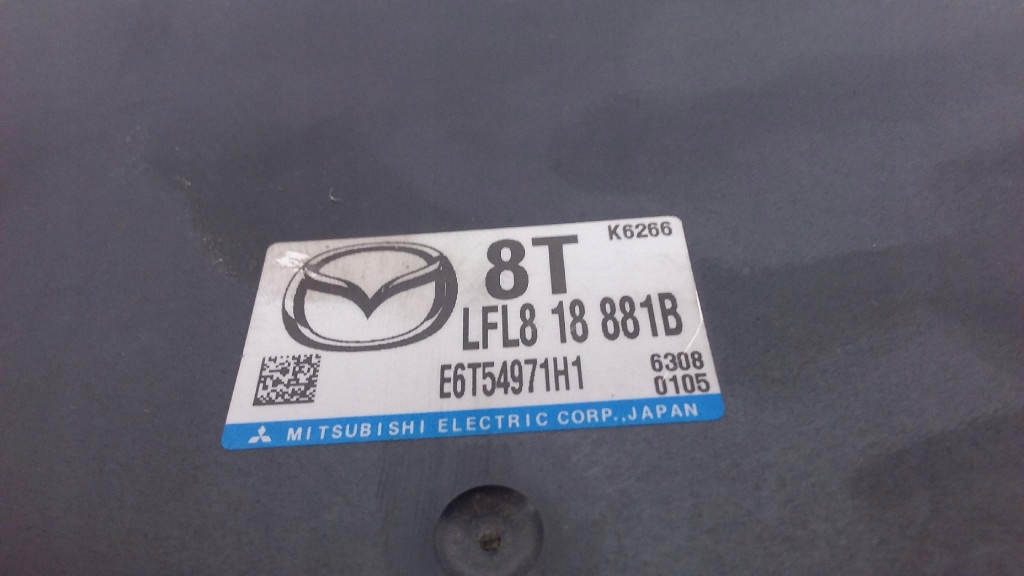 8T K6266
LFL8 18 881B
E6T54971H1 6308
0105
MITSUBISHI ELECTRIC CORP., JAPAN